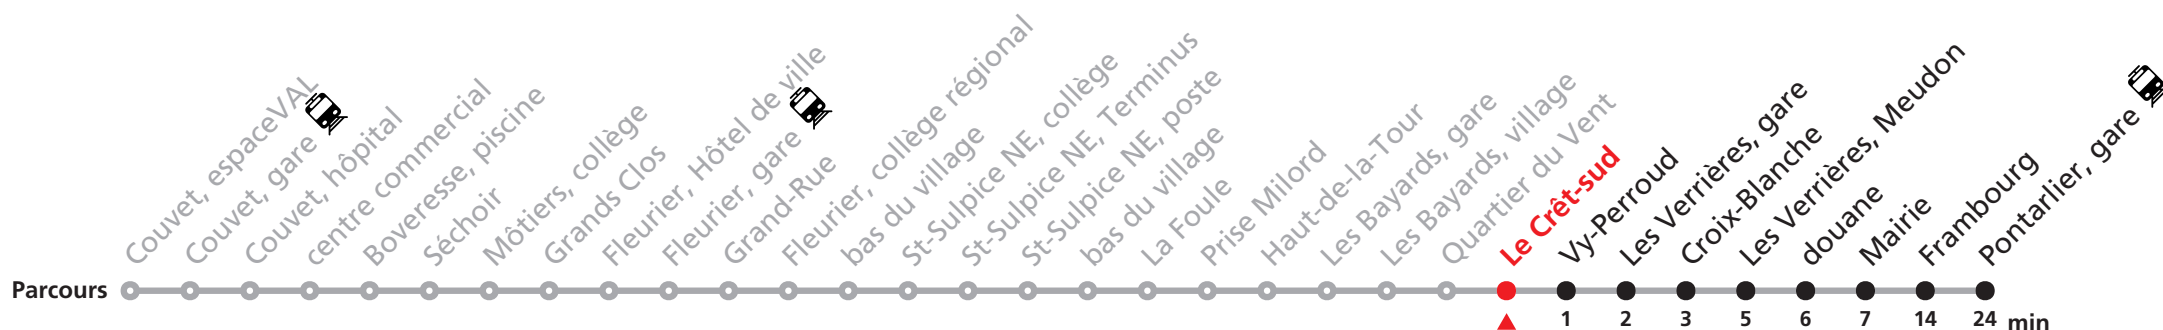 Couvet, espaceVAL
Couvet, gare
Couvet, hôpital
centre commercial
Boveresse, piscine
Séchoir
Môtiers, collège
Grands Clos
Fleurier, Hôtel de ville
Fleurier, gare
Grand-Rue
Fleurier, collège régional
bas du village
St-Sulpice NE, collège
St-Sulpice NE, Terminus
St-Sulpice NE, poste
bas du village
La Foule
Prise Milord
Haut-de-la-Tour
Les Bayards, gare
Les Bayards, village
Quartier du Vent
Le Crêt-sud
Vy-Perroud
Les Verrières, gare
Croix-Blanche
Les Verrières, Meudon
douane
Mairie
Frambourg
Pontarlier, gare
Parcours
1 2 3 5 6 7 14 24 min